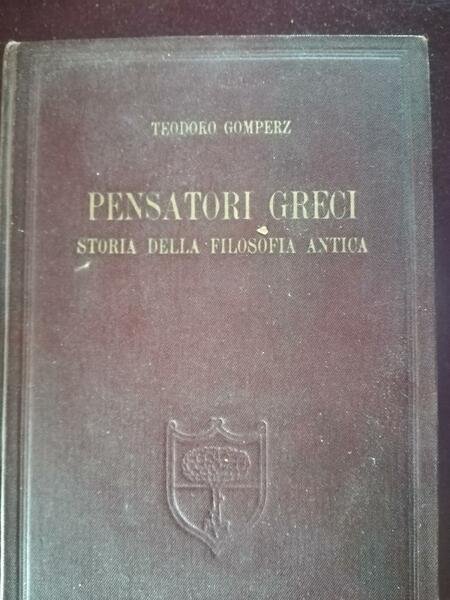 TEODORO GOMPERZ
PENSATORI GRECI
STORIA DELLA FILOSOFIA ANTICA